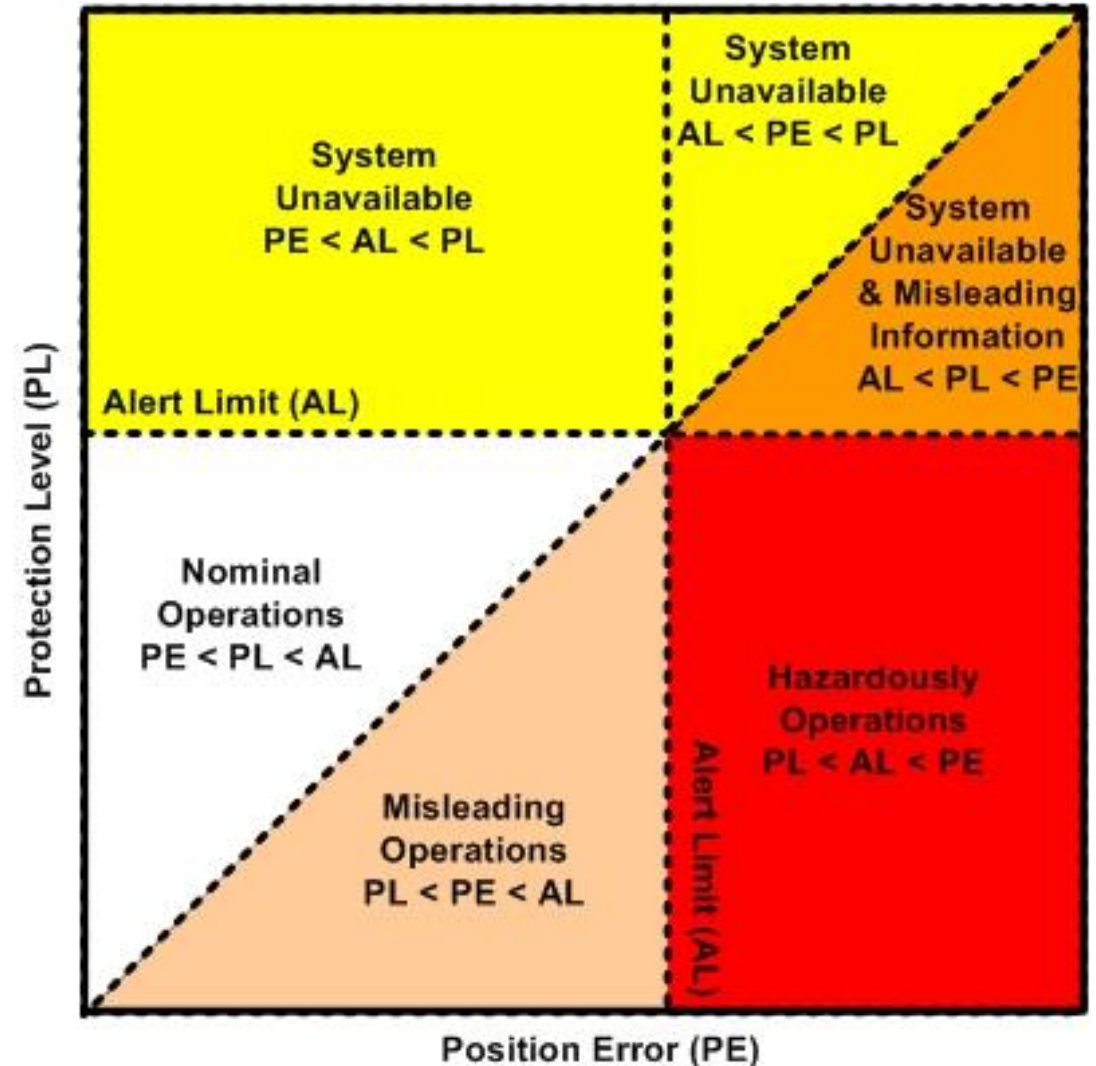 System
Unavailable
PE < AL < PL
System
Unavailable
AL < PE < PL
System
Unavailable
& Misleading
Information
AL < PL < PE
Alert Limit (AL)
Protection Level (PL)
Nominal
Operations
PE < PL < AL
Misleading
Operations
PL < PE < AL
Hazardously
Operations
PL < AL < PE
Alert Limit (AL)
Position Error (PE)